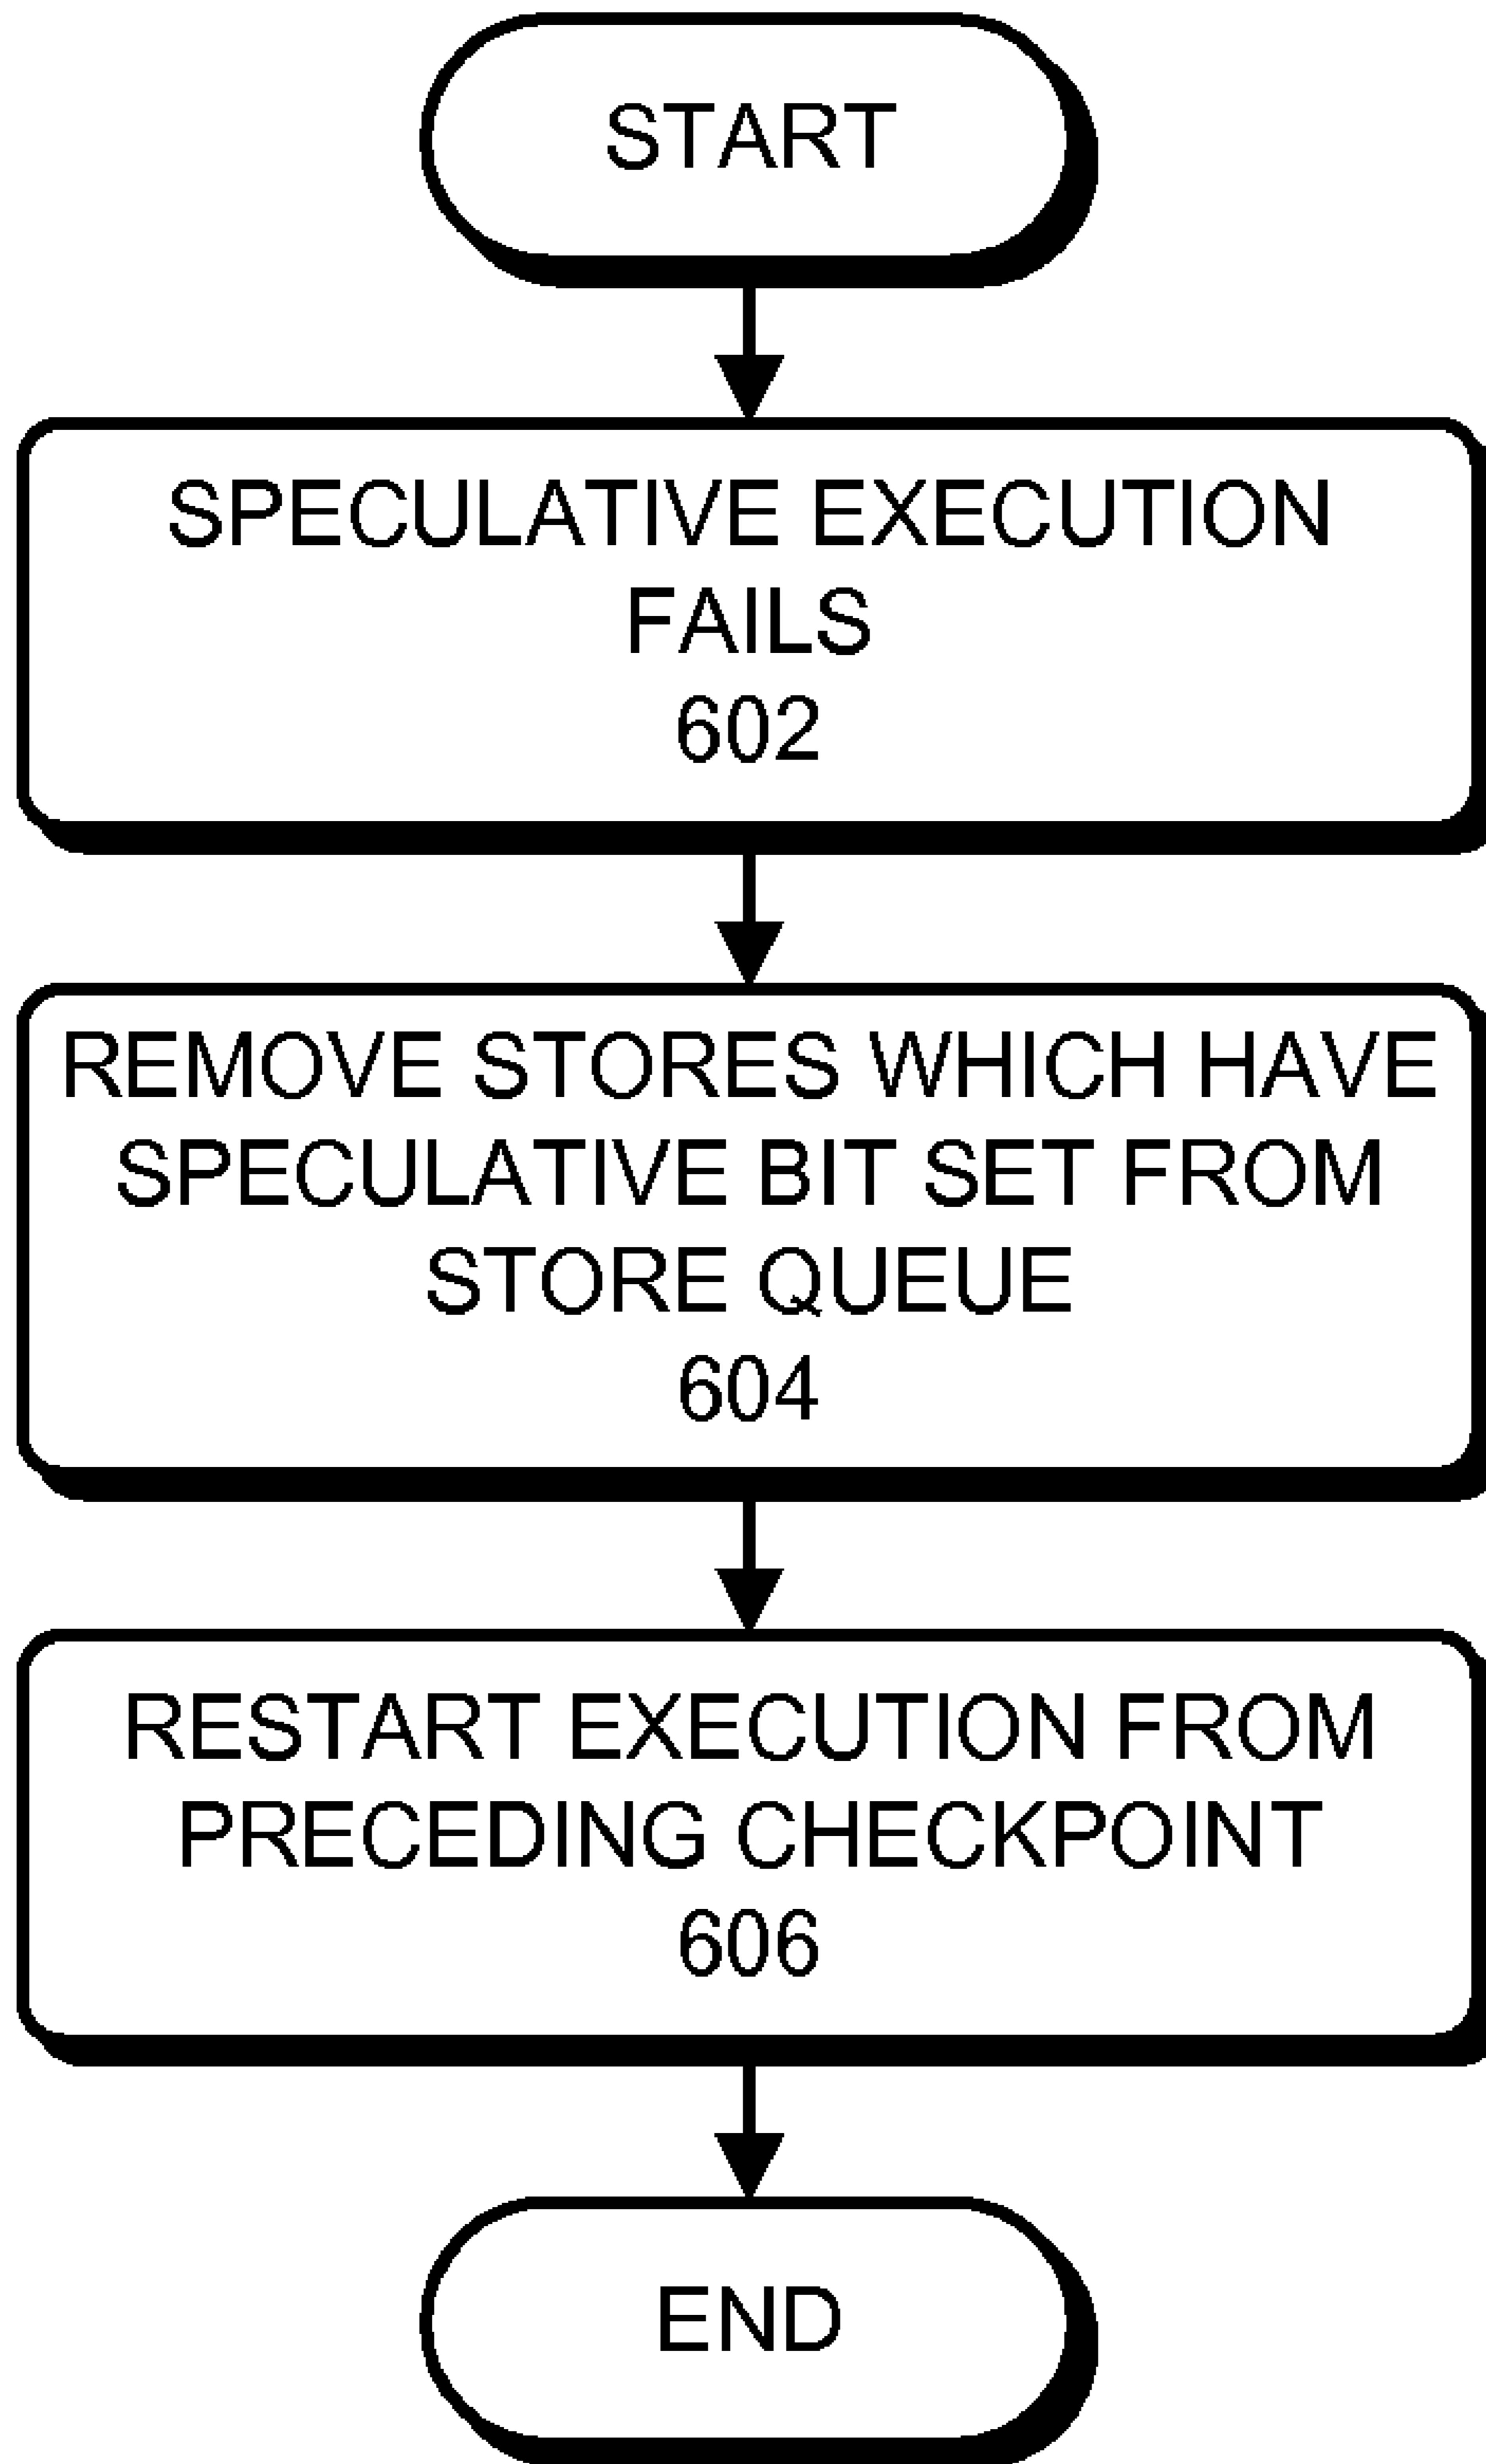 START
SPECULATIVE EXECUTION
FAILS
602
REMOVE STORES WHICH HAVE
SPECULATIVE BIT SET FROM
STORE QUEUE
604
RESTART EXECUTION FROM
PRECEDING CHECKPOINT
606
END